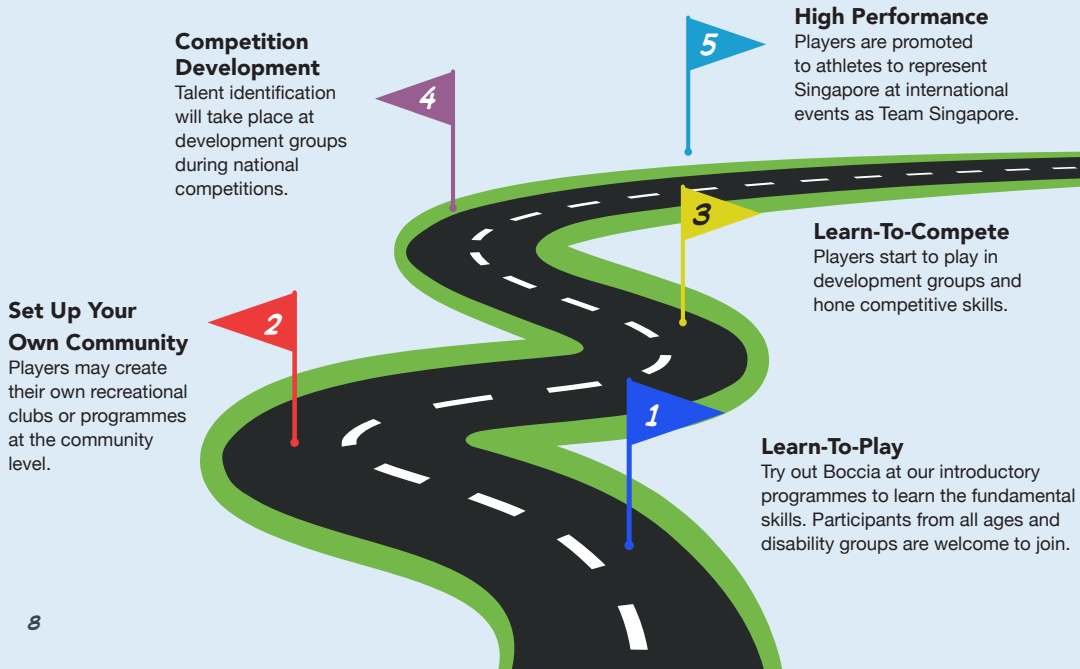 5
High Performance
Players are promoted
to athletes to represent
Singapore at international
events as Team Singapore.
Competition
Development
Talent identification
will take place at
development groups
during national
competitions.
4
3
Learn-To-Compete
Players start to play in
development groups and
hone competitive skills.
Set Up Your
Own Community
Players may create
their own recreational
clubs or programmes
at the community
level.
2
1
Learn-To-Play
Try out Boccia at our introductory
programmes to learn the fundamental
skills. Participants from all ages and
disability groups are welcome to join.
8